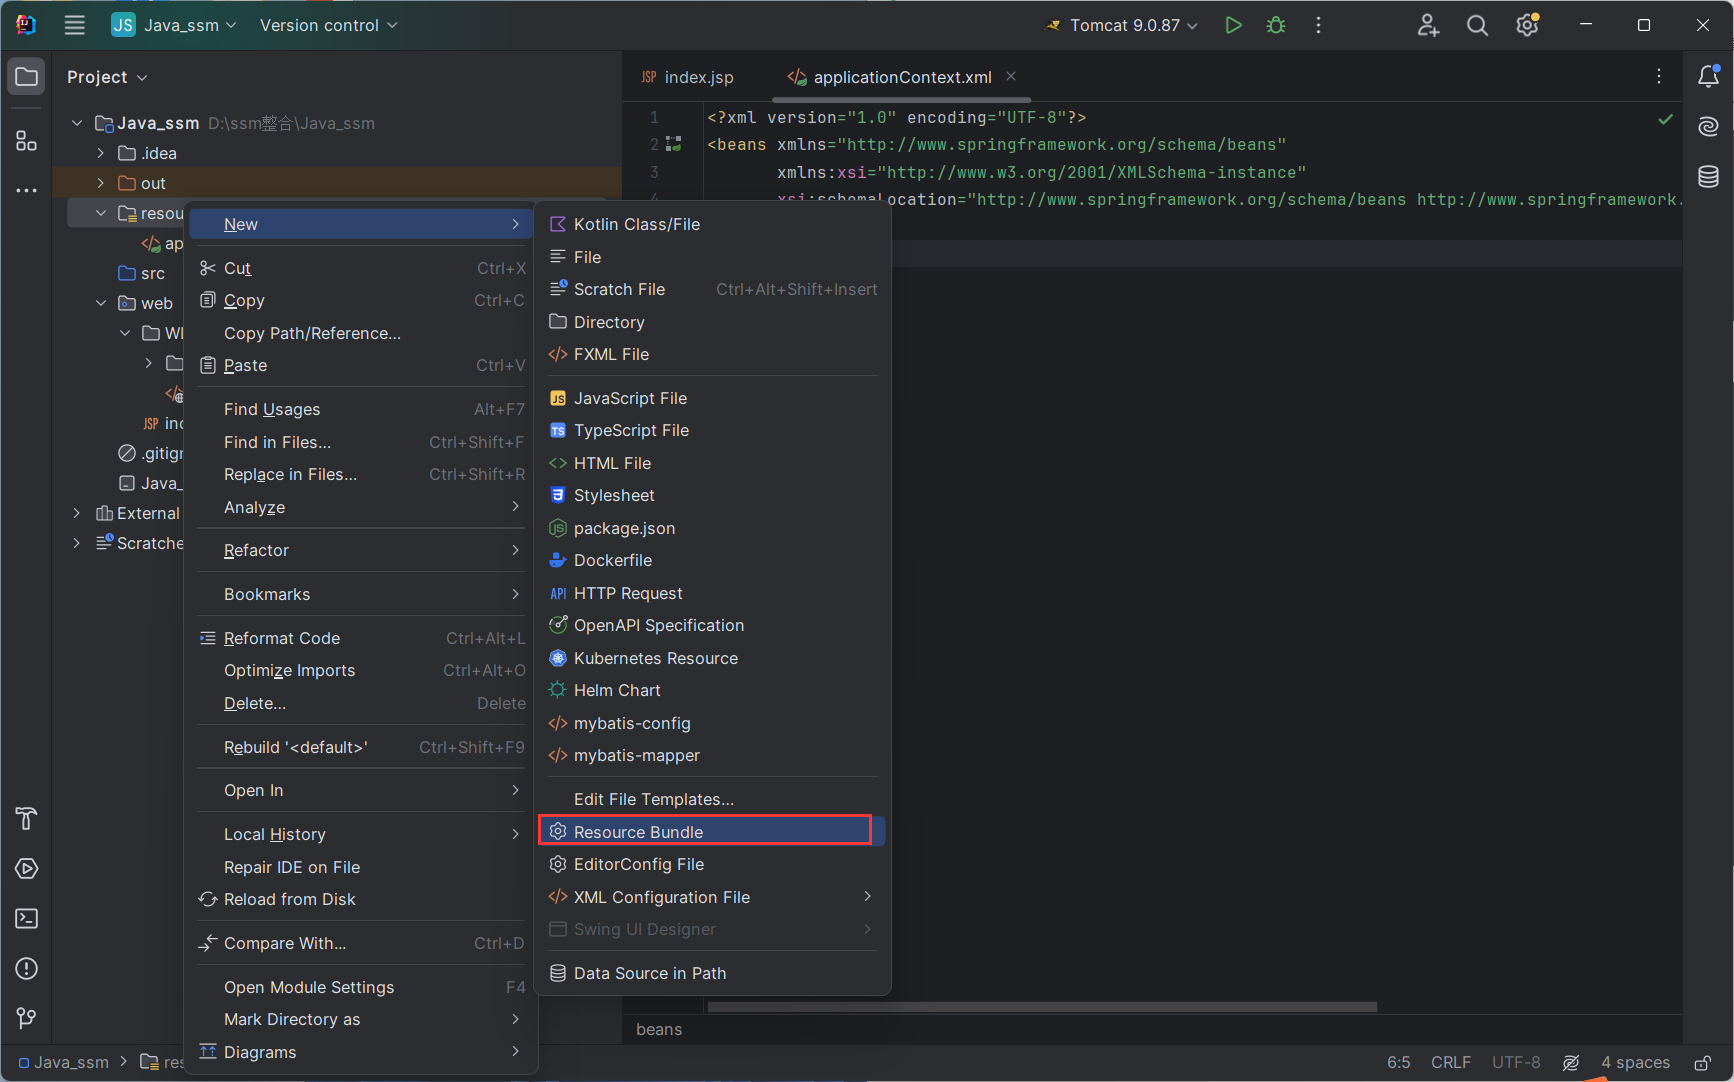 JS Java_ssm Version control Tomcat 9.0.87
Project
index.jsp
applicationContext.xml
Java_ssm D:\ssm整合\Java_ssm
.idea
out
resou
ap
src
web
WI
JSP ind
.gitigr
Java_
External
Scratche
1 <?xml version="1.0" encoding="UTF-8"?>
2 <beans xmlns="http://www.springframework.org/schema/beans"
3 xmlns:xsi="http://www.w3.org/2001/XMLSchema-instance"
xsi:schemaLocation="http://www.springframework.org/schema/beans http://www.springframework.
New
Cut Ctrl+X
Copy Ctrl+C
Copy Path/Reference...
Paste Ctrl+V
Find Usages Alt+F7
Find in Files... Ctrl+Shift+F
Replace in Files... Ctrl+Shift+R
Analyze
Refactor
Bookmarks
Reformat Code Ctrl+Alt+L
Optimize Imports Ctrl+Alt+O
Delete... Delete
Rebuild '<default>' Ctrl+Shift+F9
Open In
Local History
Repair IDE on File
Reload from Disk
Compare With... Ctrl+D
Open Module Settings F4
Mark Directory as
Diagrams
Kotlin Class/File
File
Scratch File Ctrl+Alt+Shift+Insert
Directory
FXML File
JS JavaScript File
TS TypeScript File
HTML File
Stylesheet
package.json
Dockerfile
API HTTP Request
OpenAPI Specification
Kubernetes Resource
Helm Chart
mybatis-config
mybatis-mapper
Edit File Templates...
Resource Bundle
EditorConfig File
XML Configuration File
Swing UI Designer
Data Source in Path
beans
Java_ssm > res
6:5 CRLF UTF-8 4 spaces